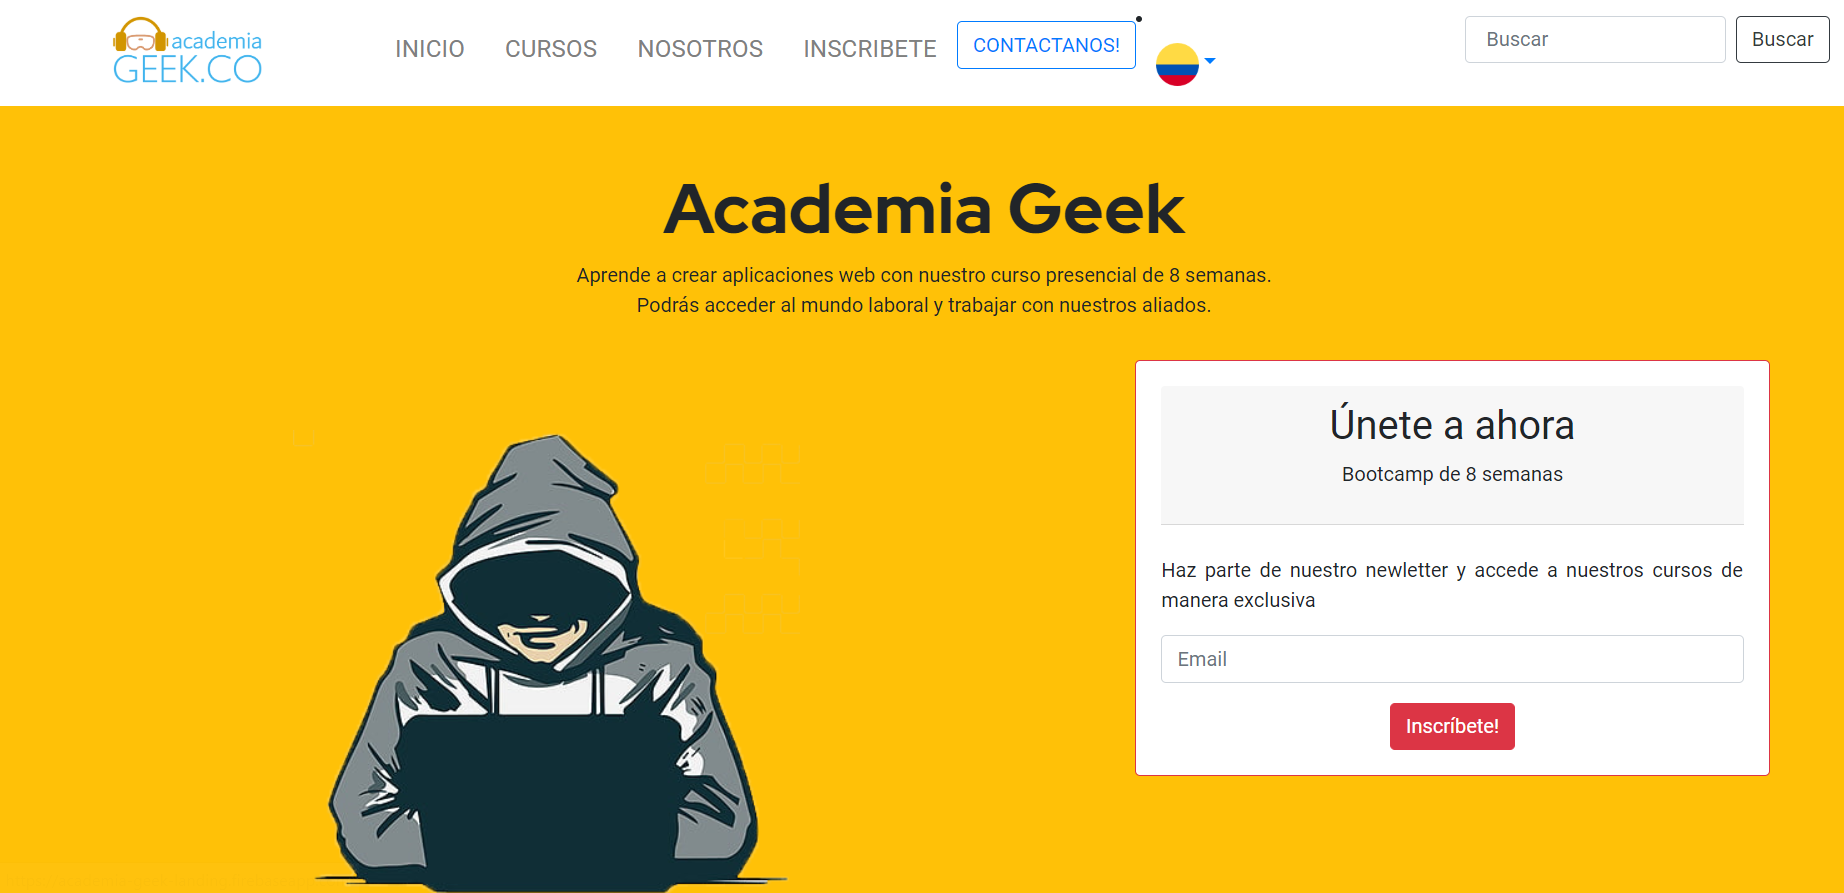 academia
GEEK.CO
INICIO
CURSOS
NOSOTROS
INSCRIBETE
CONTACTANOS!
Buscar
Buscar
Academia Geek
Aprende a crear aplicaciones web con nuestro curso presencial de 8 semanas.
Podrás acceder al mundo laboral y trabajar con nuestros aliados.
Únete a ahora
Bootcamp de 8 semanas
Haz parte de nuestro newletter y accede a nuestros cursos de
manera exclusiva
Email
Inscríbete!